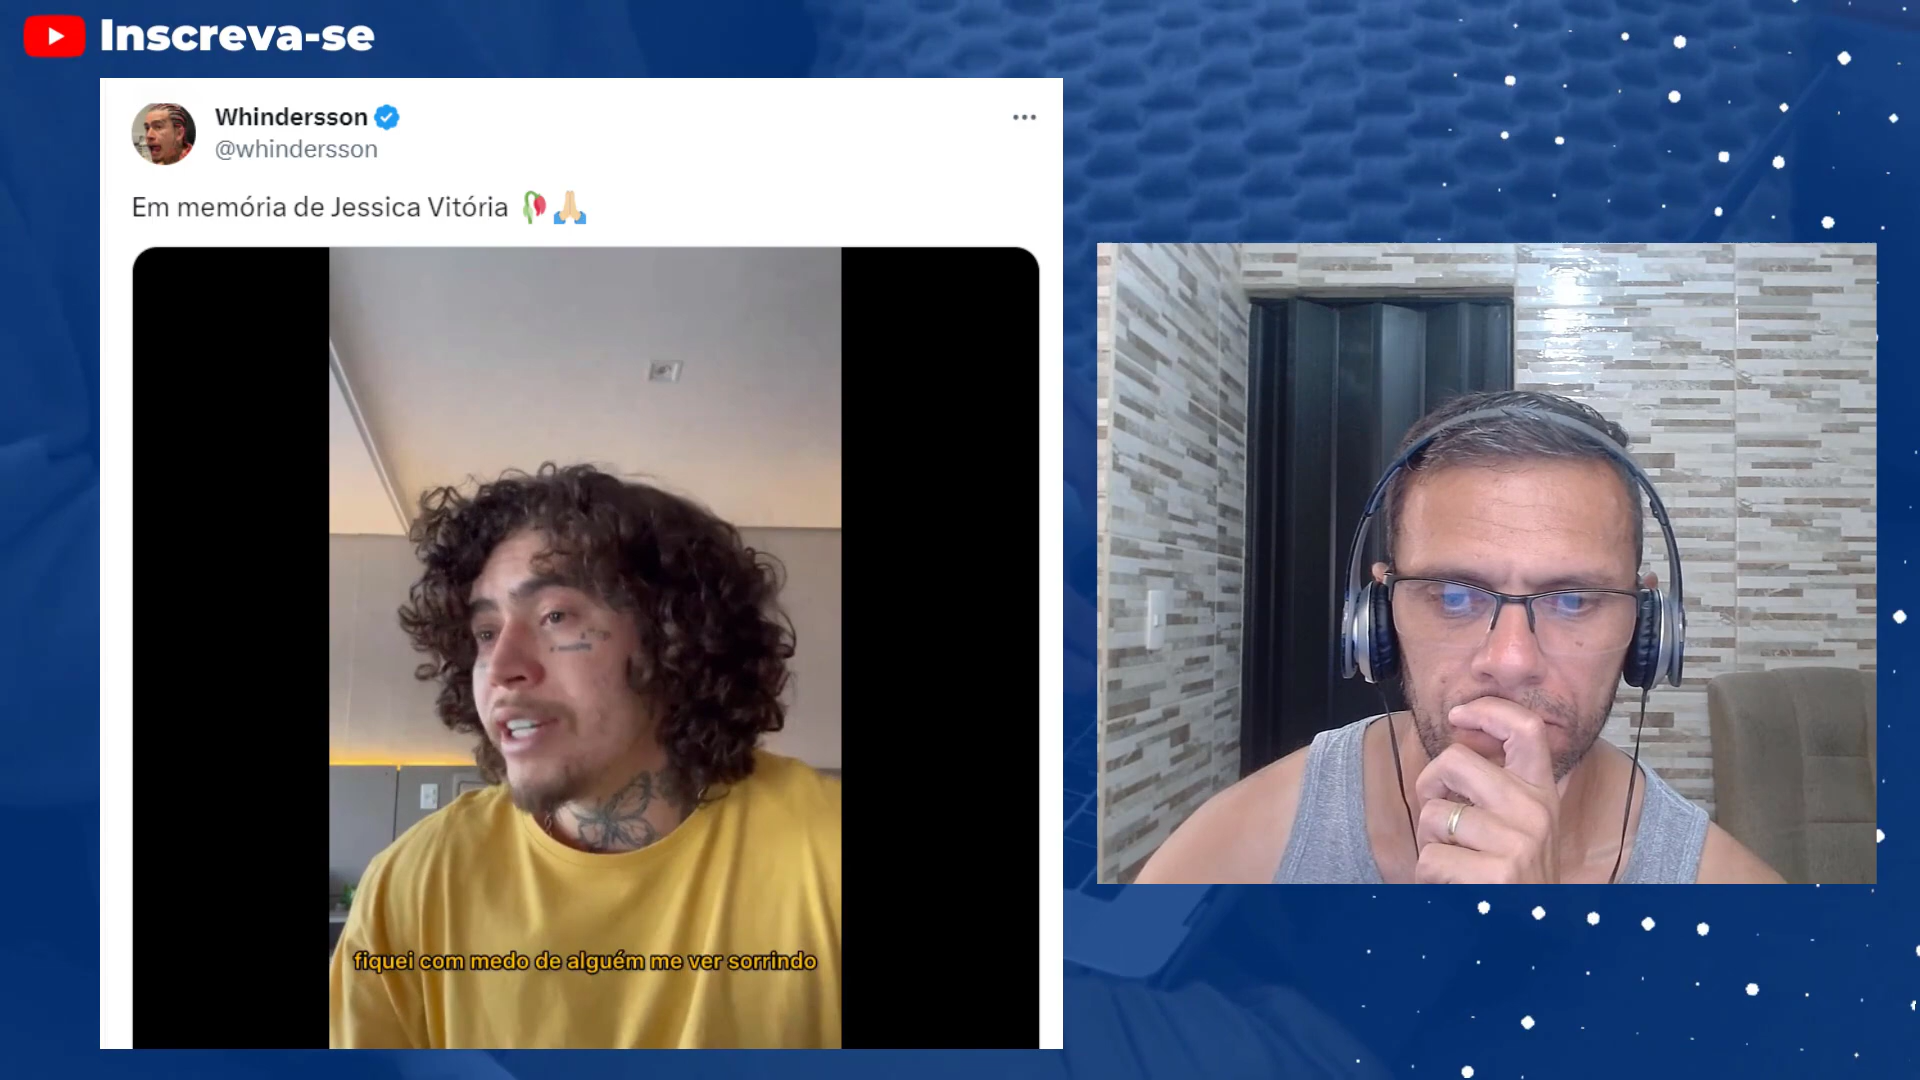 Inscreva-se
Whindersson
@whindersson
Em memória de Jessica Vitória 🥀🙏🏼
fiquei com medo de alguém me ver sorrindo